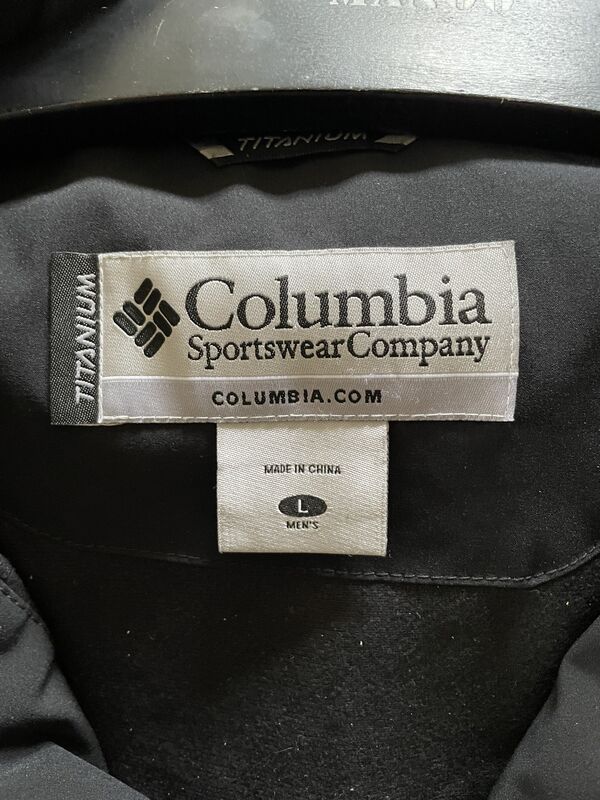 TITANIUM
TITANIUM
Columbia
Sportswear Company
COLUMBIA.COM
MADE IN CHINA
L
MEN'S